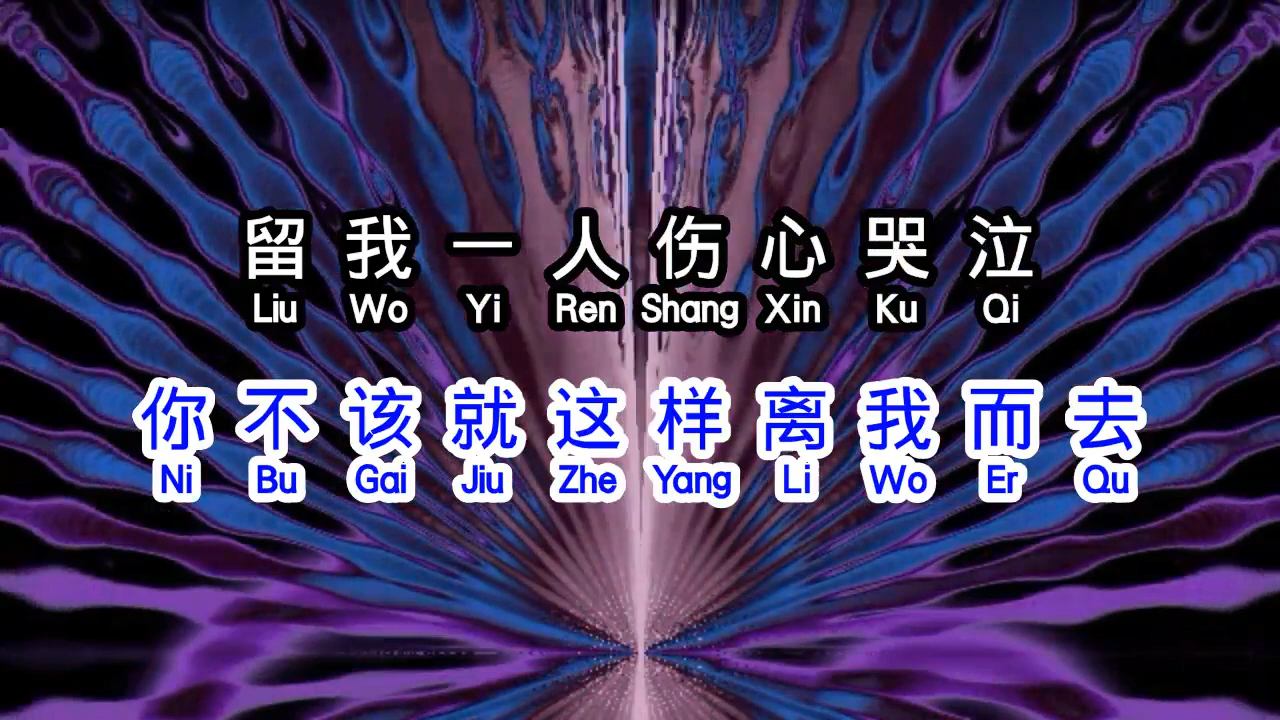 留 我 一 人 伤 心 哭 泣
Liu Wo Yi Ren Shang Xin Ku Qi
你 不 该 就 这 样 离 我 而 去
Ni Bu Gai Jiu Zhe Yang Li Wo Er Qu